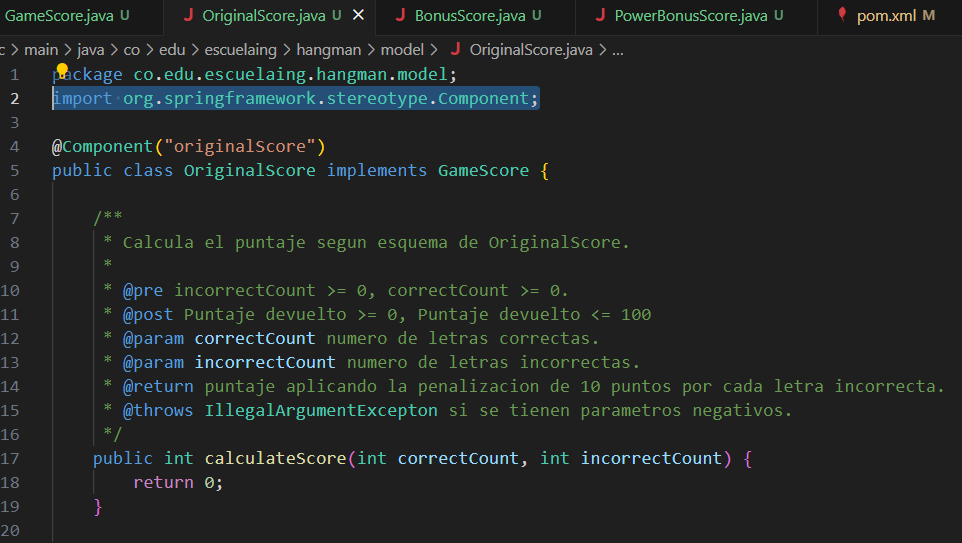 GameScore.java U J OriginalScore.java U × J BonusScore.java U J PowerBonusScore.java U pom.xml M
c > main > java > co > edu > escuelaing > hangman > model > J OriginalScore.java > ...
1 package co.edu.escuelaing.hangman.model;
2 import org.springframework.stereotype.Component;
3
4 @Component("originalScore")
5 public class OriginalScore implements GameScore {
6
7 /**
8 * Calcula el puntaje segun esquema de OriginalScore.
9 *
10 * @pre incorrectCount >= 0, correctCount >= 0.
11 * @post Puntaje devuelto >= 0, Puntaje devuelto <= 100
12 * @param correctCount numero de letras correctas.
13 * @param incorrectCount numero de letras incorrectas.
14 * @return puntaje aplicando la penalizacion de 10 puntos por cada letra incorrecta.
15 * @throws IllegalArgumentExcepton si se tienen parametros negativos.
16 */
17 public int calculateScore(int correctCount, int incorrectCount) {
18 return 0;
19 }
20